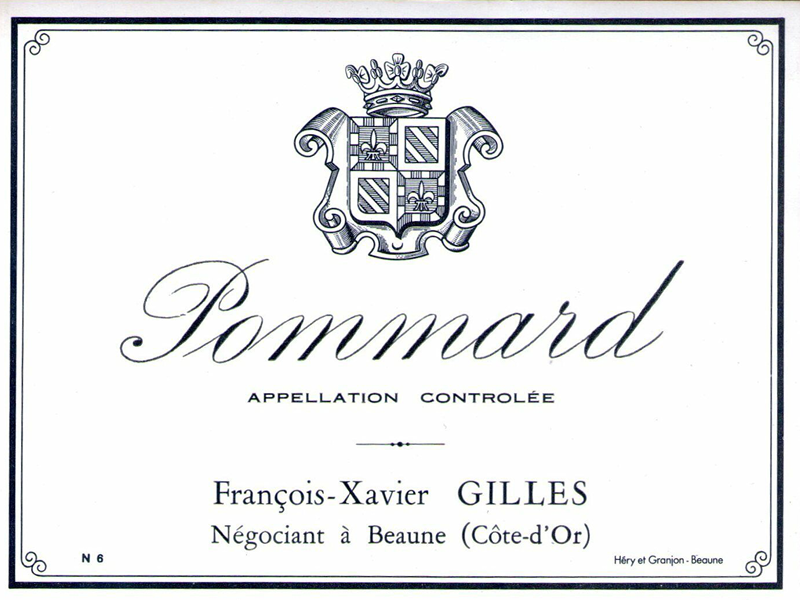 Pommard
APPELLATION CONTROLÉE
François-Xavier GILLES
Négociant à Beaune (Côte-d'Or)
N 6
Héry et Granjon - Beaune